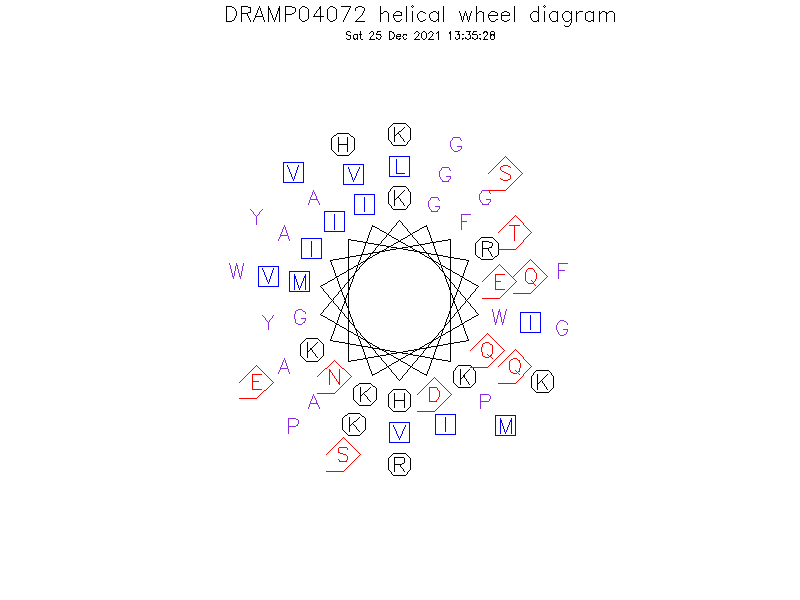 DRAMP04072 helical wheel diagram
Sat 25 Dec 2021 13:35:28
K
H G
L
V V G S
A K G
I G
Y I F
A T
I R
W V M E Q F
Y G W I G
K Q
A Q
E N K K
K D
A H P
P K V I M
S R